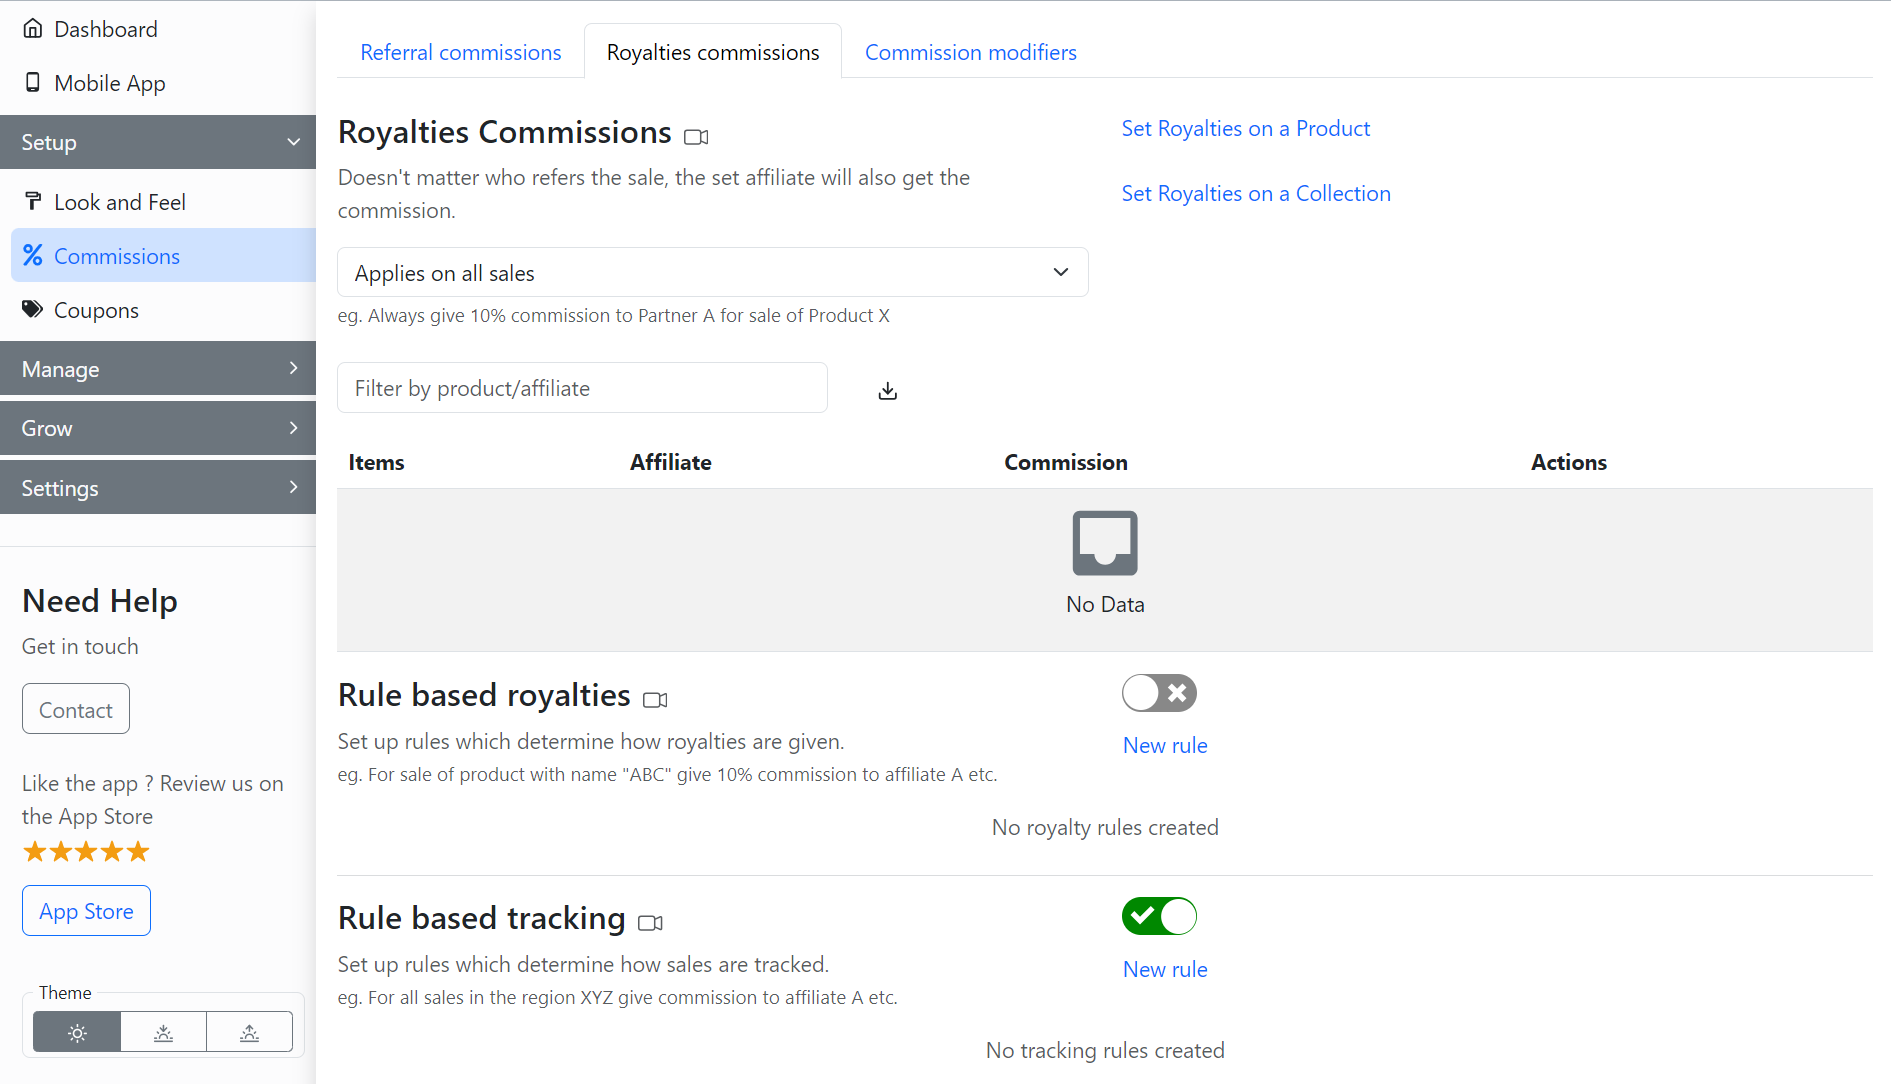 Dashboard
Mobile App
Setup
Look and Feel
Commissions
Coupons
Manage
Grow
Settings
Need Help
Get in touch
Contact
Like the app ? Review us on
the App Store
App Store
Theme
Referral commissions
Royalties commissions
Commission modifiers
Royalties Commissions
Doesn't matter who refers the sale, the set affiliate will also get the
commission.
Set Royalties on a Product
Set Royalties on a Collection
Applies on all sales
eg. Always give 10% commission to Partner A for sale of Product X
Filter by product/affiliate
Items Affiliate Commission Actions
No Data
Rule based royalties
Set up rules which determine how royalties are given.
eg. For sale of product with name "ABC" give 10% commission to affiliate A etc.
New rule
No royalty rules created
Rule based tracking
Set up rules which determine how sales are tracked.
eg. For all sales in the region XYZ give commission to affiliate A etc.
New rule
No tracking rules created